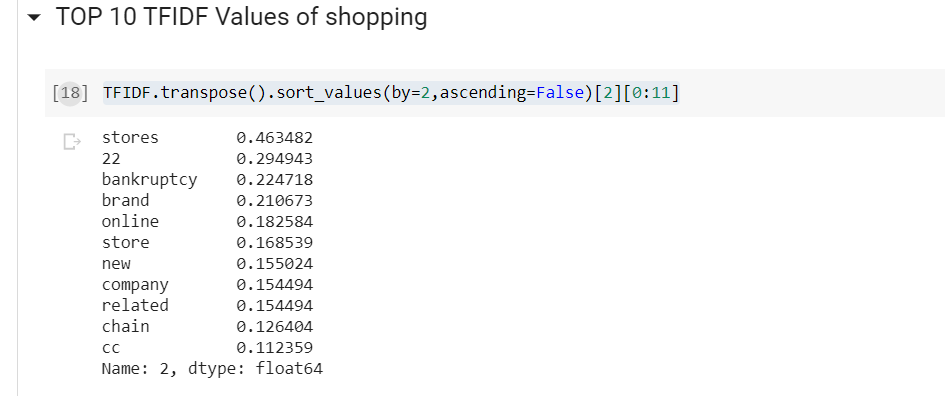 TOP 10 TFIDF Values of shopping
[18] TFIDF.transpose().sort_values(by=2,ascending=False)[2][0:11]
stores 0.463482
22 0.294943
bankruptcy 0.224718
brand 0.210673
online 0.182584
store 0.168539
new 0.155024
company 0.154494
related 0.154494
chain 0.126404
cc 0.112359
Name: 2, dtype: float64